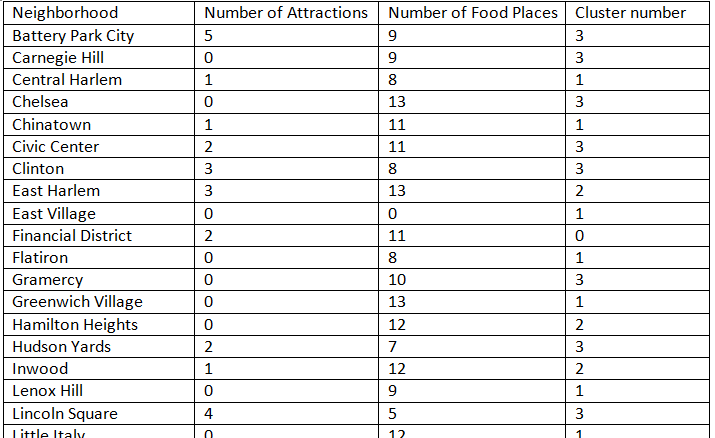 Neighborhood Number of Attractions Number of Food Places Cluster number
Battery Park City 5 9 3
Carnegie Hill 0 9 3
Central Harlem 1 8 1
Chelsea 0 13 3
Chinatown 1 11 1
Civic Center 2 11 3
Clinton 3 8 3
East Harlem 3 13 2
East Village 0 0 1
Financial District 2 11 0
Flatiron 0 8 1
Gramercy 0 10 3
Greenwich Village 0 13 1
Hamilton Heights 0 12 2
Hudson Yards 2 7 3
Inwood 1 12 2
Lenox Hill 0 9 1
Lincoln Square 4 5 3
Little Italy 0 12 1